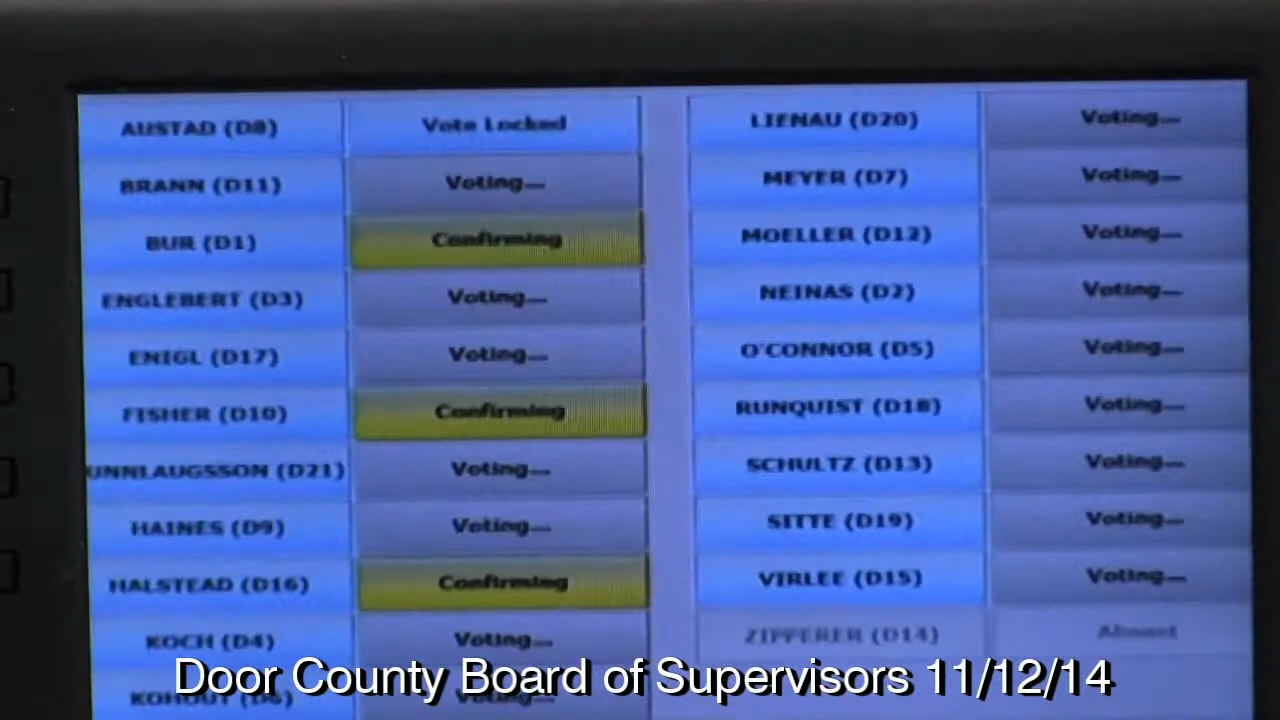 AUSTAD (D8) Vote Locked
BRANN (D11) Voting...
BUR (D1) Confirming
ENGLEBERT (D3) Voting...
ENIGL (D17) Voting...
FISHER (D10) Confirming
UNNLAUGSSON (D21) Voting...
HAINES (D9) Voting...
HALSTEAD (D16) Confirming
KOCH (D4) Voting...
KOHOUT (D6) Voting...
LIENAU (D20) Voting...
MEYER (D7) Voting...
MOELLER (D12) Voting...
NEINAS (D2) Voting...
O'CONNOR (D5) Voting...
RUNQUIST (D18) Voting...
SCHULTZ (D13) Voting...
SITTE (D19) Voting...
VIRLEE (D15) Voting...
ZIPPERER (D14) Absent
Door County Board of Supervisors 11/12/14